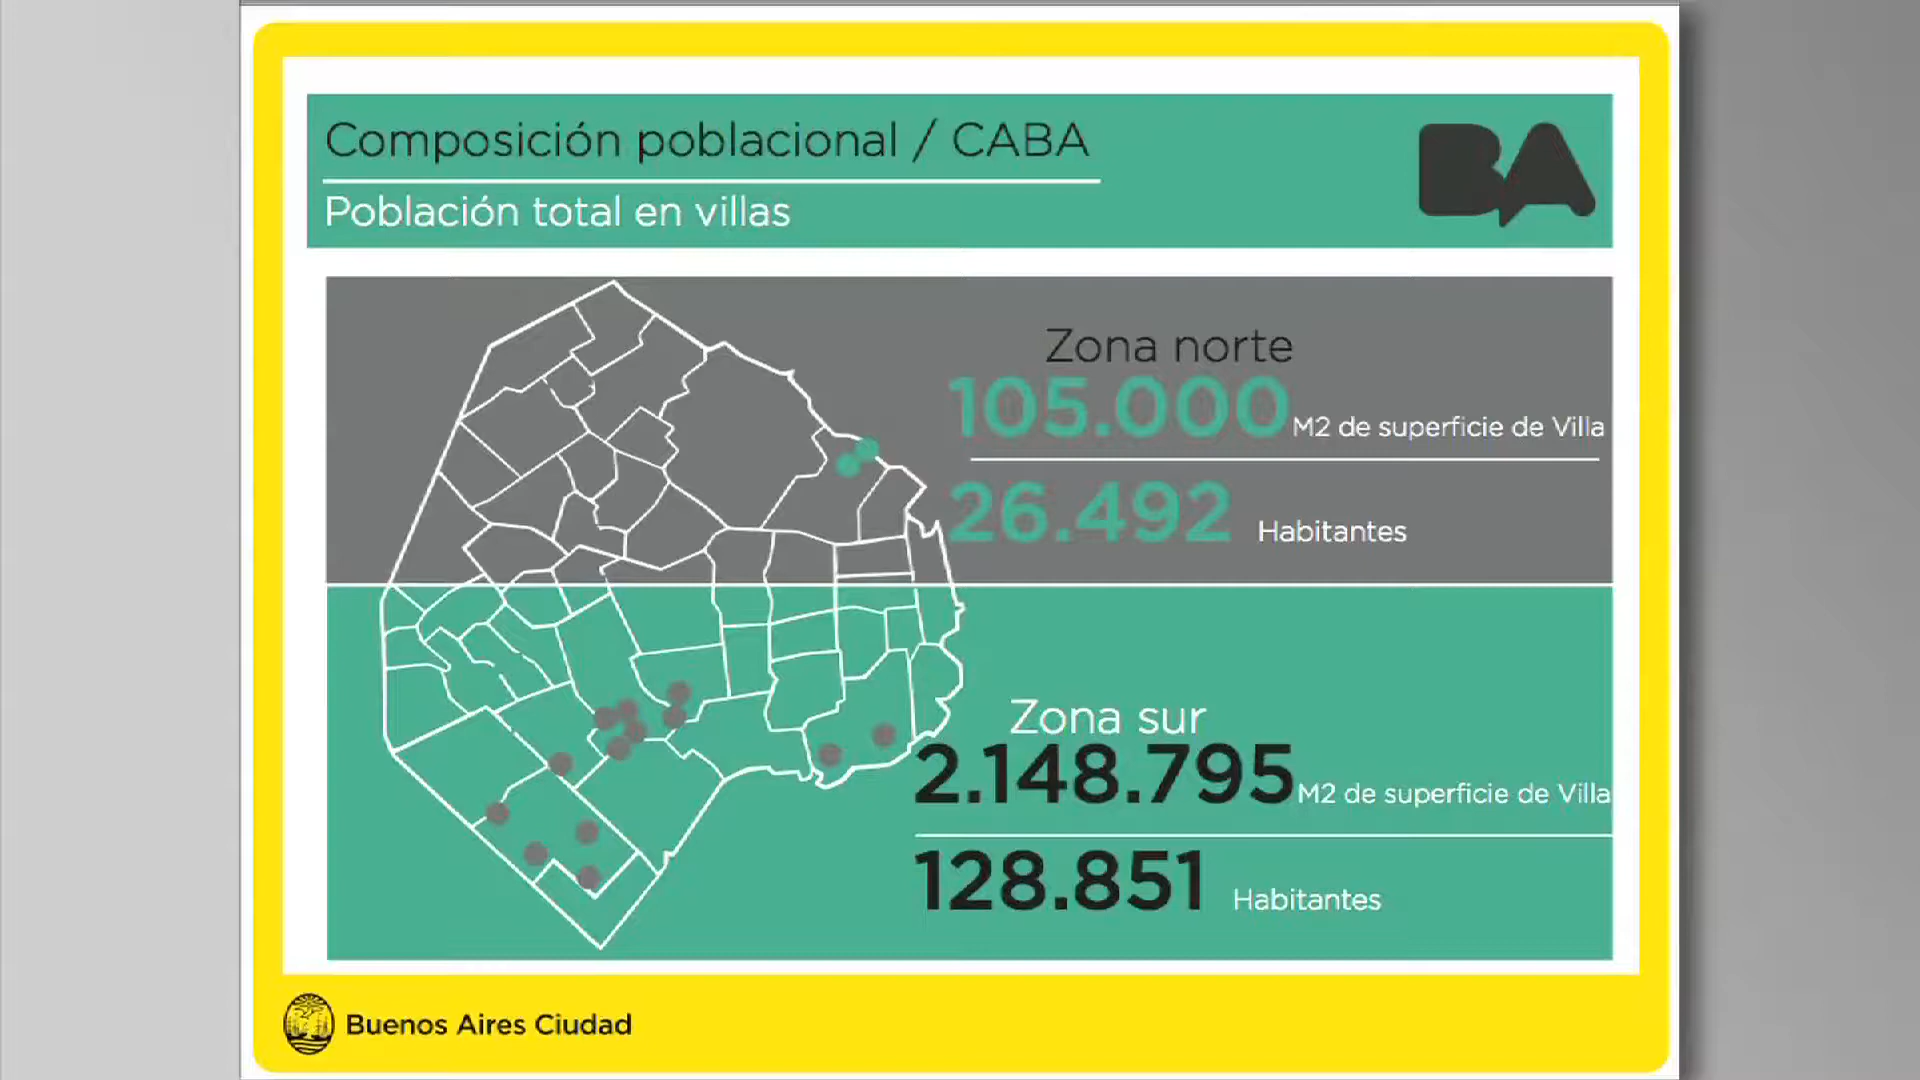 Composición poblacional / CABA
Población total en villas
BA
Zona norte
105.000 M2 de superficie de Villa
26.492 Habitantes
Zona sur
2.148.795 M2 de superficie de Villa
128.851 Habitantes
Buenos Aires Ciudad